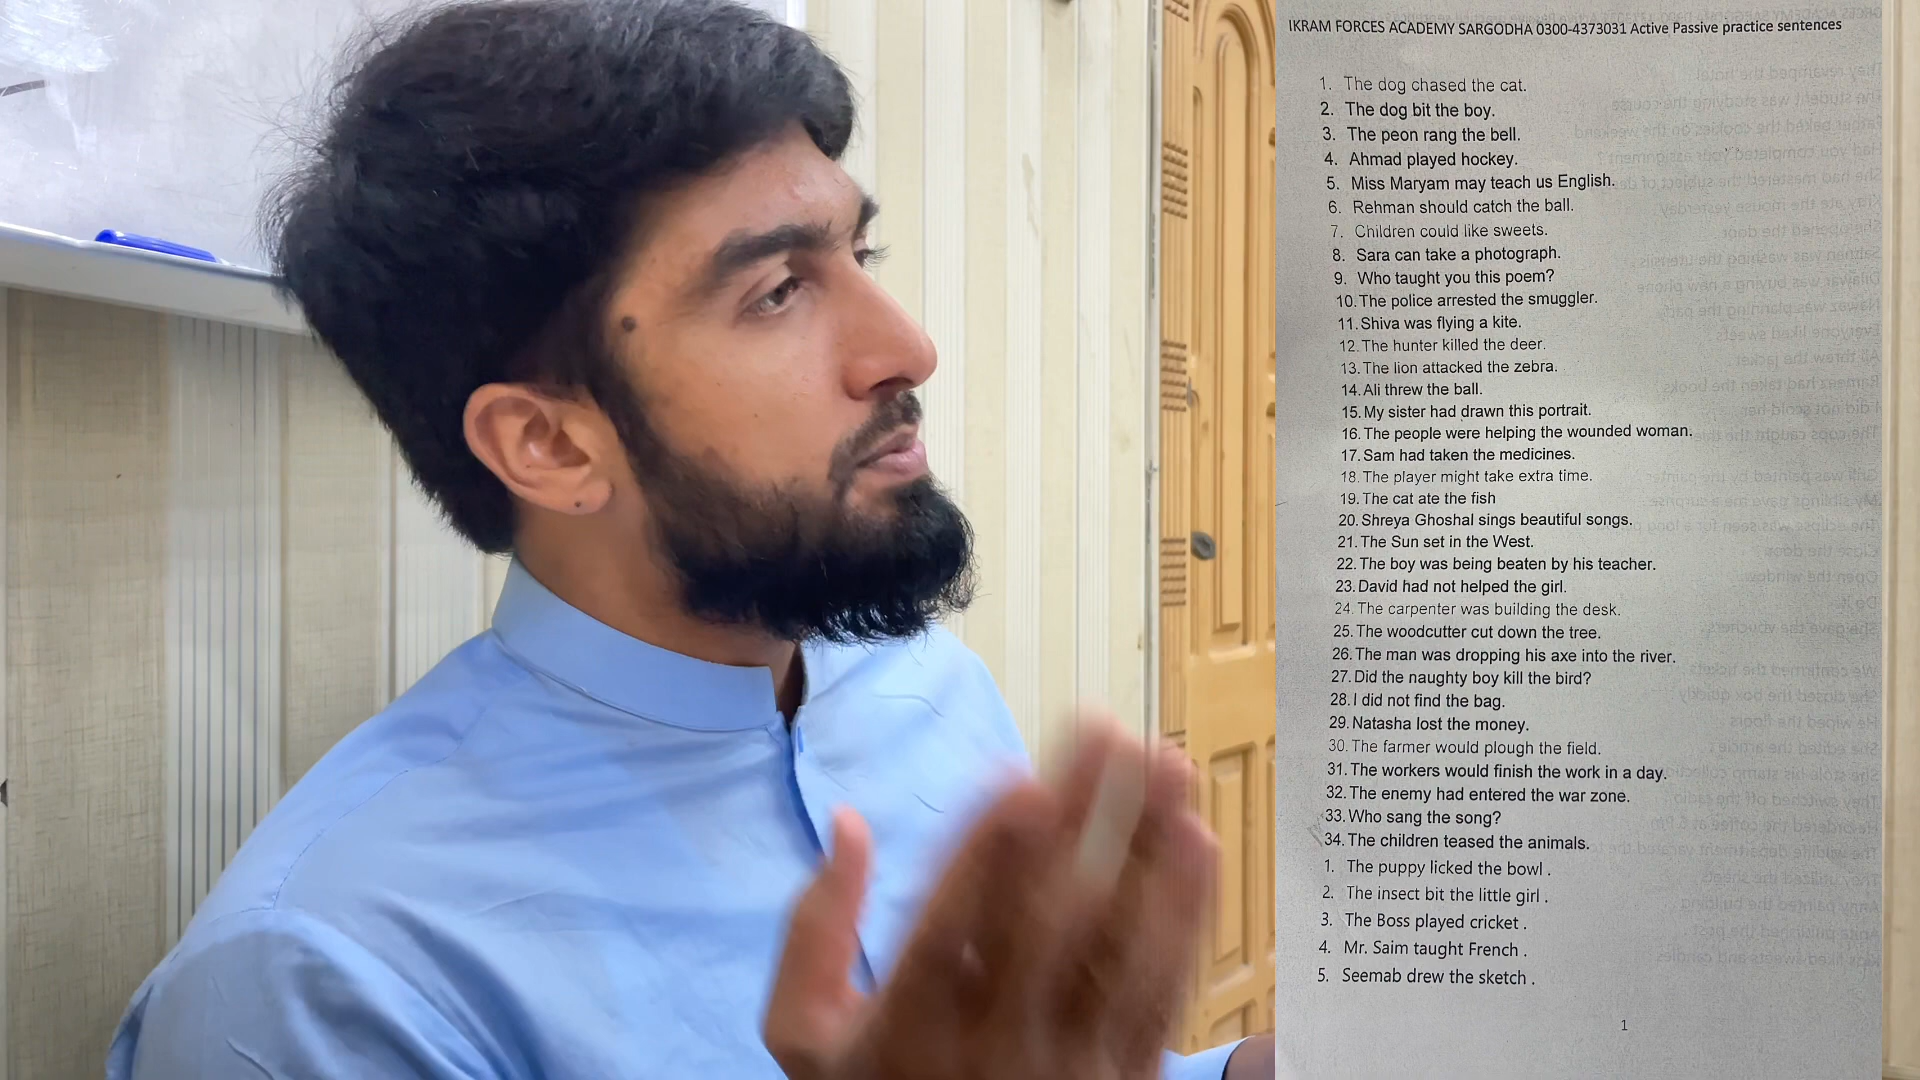 IKRAM FORCES ACADEMY SARGODHA 0300-4373031 Active Passive practice sentences
1. The dog chased the cat.
2. The dog bit the boy.
3. The peon rang the bell.
4. Ahmad played hockey.
5. Miss Maryam may teach us English.
6. Rehman should catch the ball.
7. Children could like sweets.
8. Sara can take a photograph.
9. Who taught you this poem?
10. The police arrested the smuggler.
11. Shiva was flying a kite.
12. The hunter killed the deer.
13. The lion attacked the zebra.
14. Ali threw the ball.
15. My sister had drawn this portrait.
16. The people were helping the wounded woman.
17. Sam had taken the medicines.
18. The player might take extra time.
19. The cat ate the fish
20. Shreya Ghoshal sings beautiful songs.
21. The Sun set in the West.
22. The boy was being beaten by his teacher.
23. David had not helped the girl.
24. The carpenter was building the desk.
25. The woodcutter cut down the tree.
26. The man was dropping his axe into the river.
27. Did the naughty boy kill the bird?
28. I did not find the bag.
29. Natasha lost the money.
30. The farmer would plough the field.
31. The workers would finish the work in a day.
32. The enemy had entered the war zone.
33. Who sang the song?
34. The children teased the animals.
1. The puppy licked the bowl .
2. The insect bit the little girl .
3. The Boss played cricket .
4. Mr. Saim taught French .
5. Seemab drew the sketch .
1